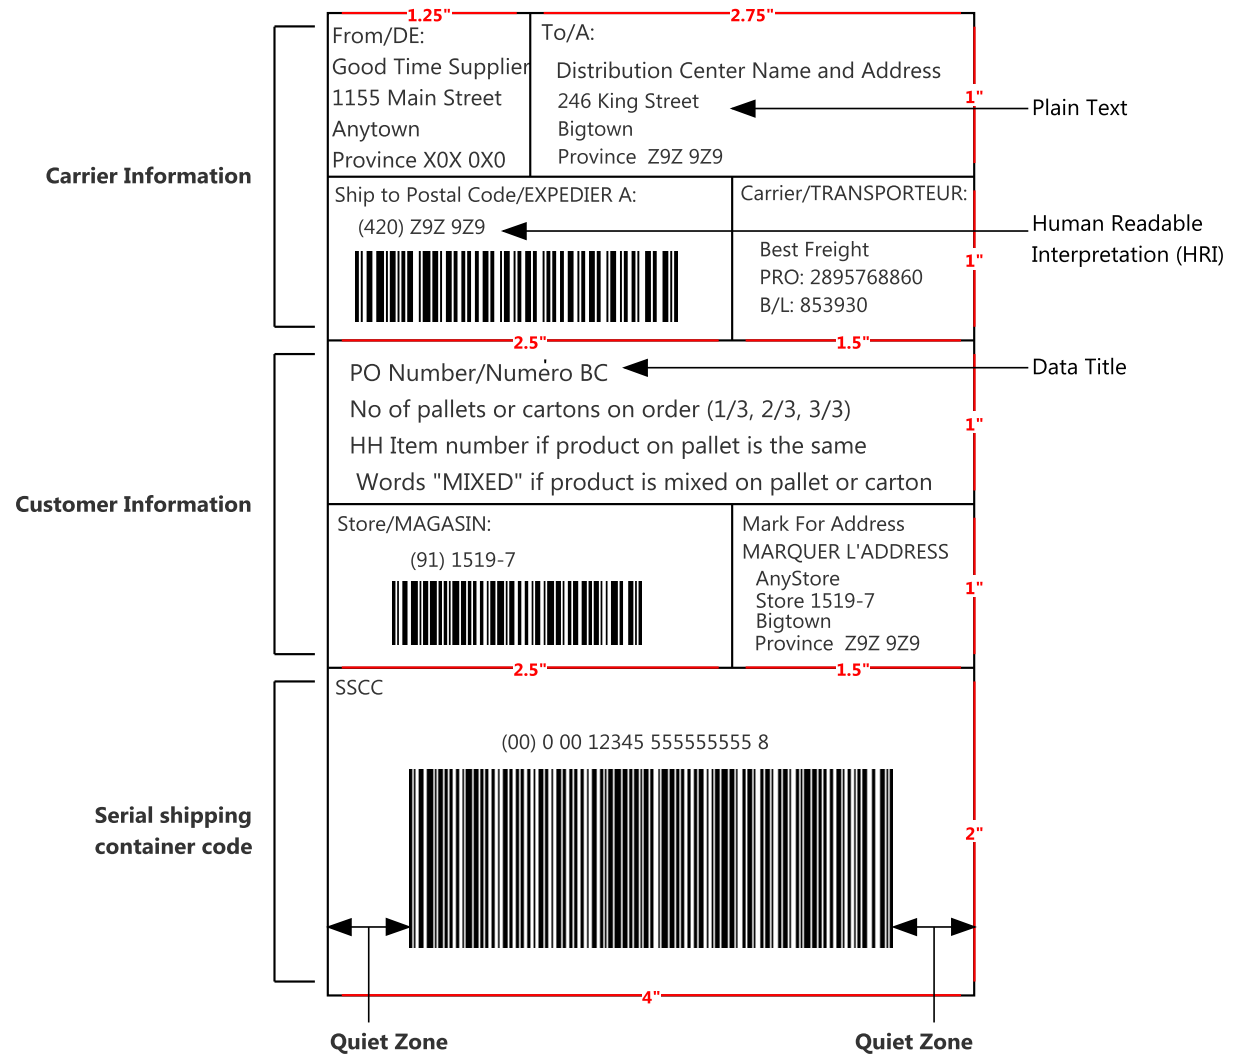 1.25"
2.75"
From/DE:
Good Time Supplier
1155 Main Street
Anytown
Province X0X 0X0
To/A:
Distribution Center Name and Address
246 King Street
Bigtown
Province Z9Z 9Z9
1"
Plain Text
Carrier Information
Ship to Postal Code/EXPEDIER A:
(420) Z9Z 9Z9
Carrier/TRANSPORTEUR:
Best Freight
PRO: 2895768860
B/L: 853930
1"
Human Readable
Interpretation (HRI)
2.5"
1.5"
PO Number/Numéro BC
No of pallets or cartons on order (1/3, 2/3, 3/3)
HH Item number if product on pallet is the same
Words "MIXED" if product is mixed on pallet or carton
1"
Data Title
Customer Information
Store/MAGASIN:
(91) 1519-7
Mark For Address
MARQUER L'ADDRESS
AnyStore
Store 1519-7
Bigtown
Province Z9Z 9Z9
1"
2.5"
1.5"
SSCC
(00) 0 00 12345 555555555 8
Serial shipping
container code
2"
4"
Quiet Zone
Quiet Zone